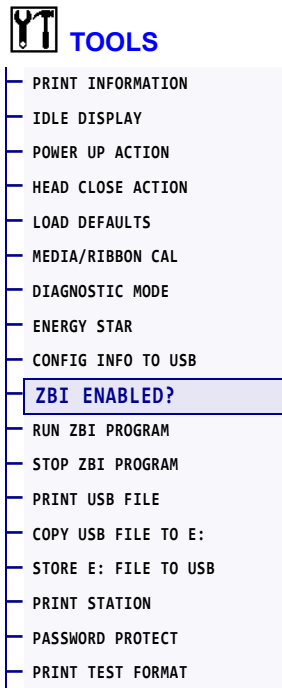 TOOLS
PRINT INFORMATION
IDLE DISPLAY
POWER UP ACTION
HEAD CLOSE ACTION
LOAD DEFAULTS
MEDIA/RIBBON CAL
DIAGNOSTIC MODE
ENERGY STAR
CONFIG INFO TO USB
ZBI ENABLED?
RUN ZBI PROGRAM
STOP ZBI PROGRAM
PRINT USB FILE
COPY USB FILE TO E:
STORE E: FILE TO USB
PRINT STATION
PASSWORD PROTECT
PRINT TEST FORMAT